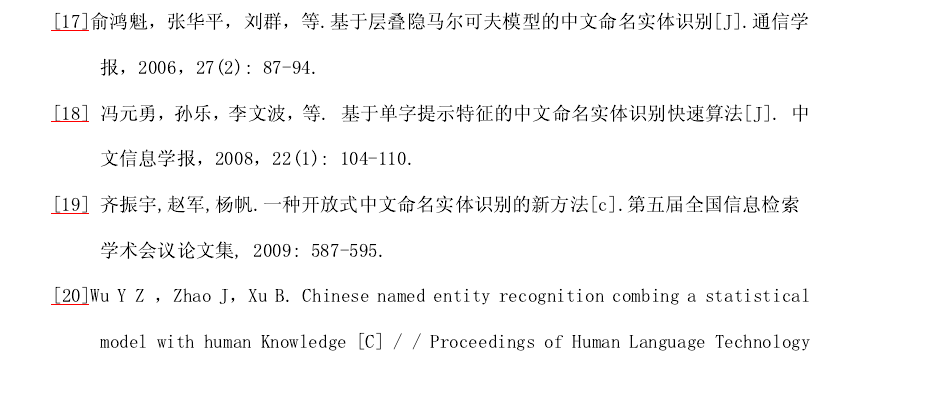 [17]俞鸿魁，张华平，刘群，等.基于层叠隐马尔可夫模型的中文命名实体识别[J].通信学
报，2006，27(2): 87-94.
[18] 冯元勇，孙乐，李文波，等. 基于单字提示特征的中文命名实体识别快速算法[J]. 中
文信息学报，2008，22(1): 104-110.
[19] 齐振宇,赵军,杨帆.一种开放式中文命名实体识别的新方法[c].第五届全国信息检索
学术会议论文集, 2009: 587-595.
[20]Wu Y Z ，Zhao J，Xu B. Chinese named entity recognition combing a statistical
model with human Knowledge [C] / / Proceedings of Human Language Technology